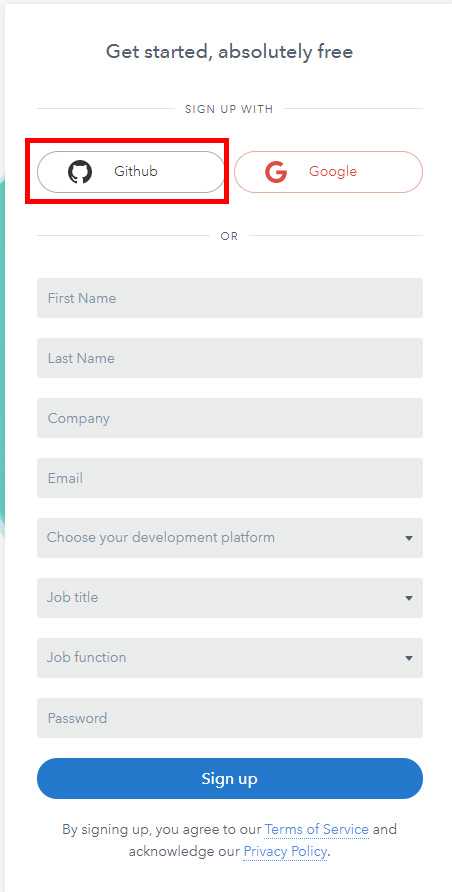 Get started, absolutely free
SIGN UP WITH
Github
Google
OR
First Name
Last Name
Company
Email
Choose your development platform
Job title
Job function
Password
Sign up
By signing up, you agree to our Terms of Service and
acknowledge our Privacy Policy.